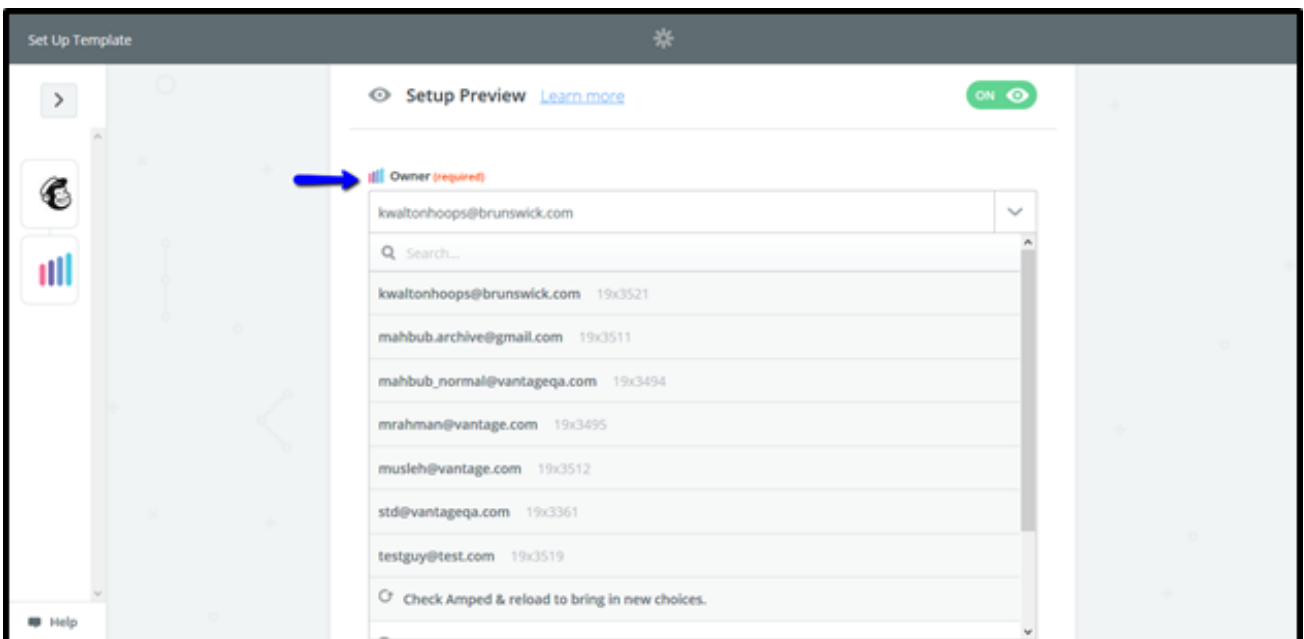 Set Up Template
Setup Preview Learn more
ON
Owner (required)
kwaltonhoops@brunswick.com
Search...
kwaltonhoops@brunswick.com 19x3521
mahbub.archive@gmail.com 19x3511
mahbub_normal@vantageqa.com 19x3494
mrahman@vantage.com 19x3495
musleh@vantage.com 19x3512
std@vantageqa.com 19x3361
testguy@test.com 19x3519
Check Amped & reload to bring in new choices.
Help